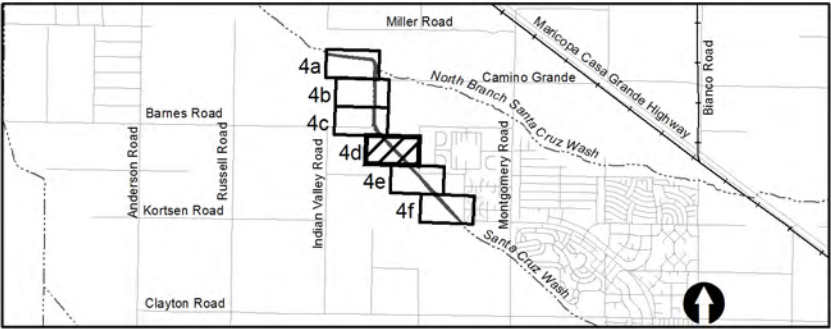 Miller Road
Maricopa Casa Grande Highway
Bianco Road
4a
North Branch Santa Cruz Wash
Camino Grande
4b
Barnes Road
4c
Anderson Road
Russell Road
Indian Valley Road
4d
Montgomery Road
4e
Kortsen Road
4f
Santa Cruz Wash
Clayton Road